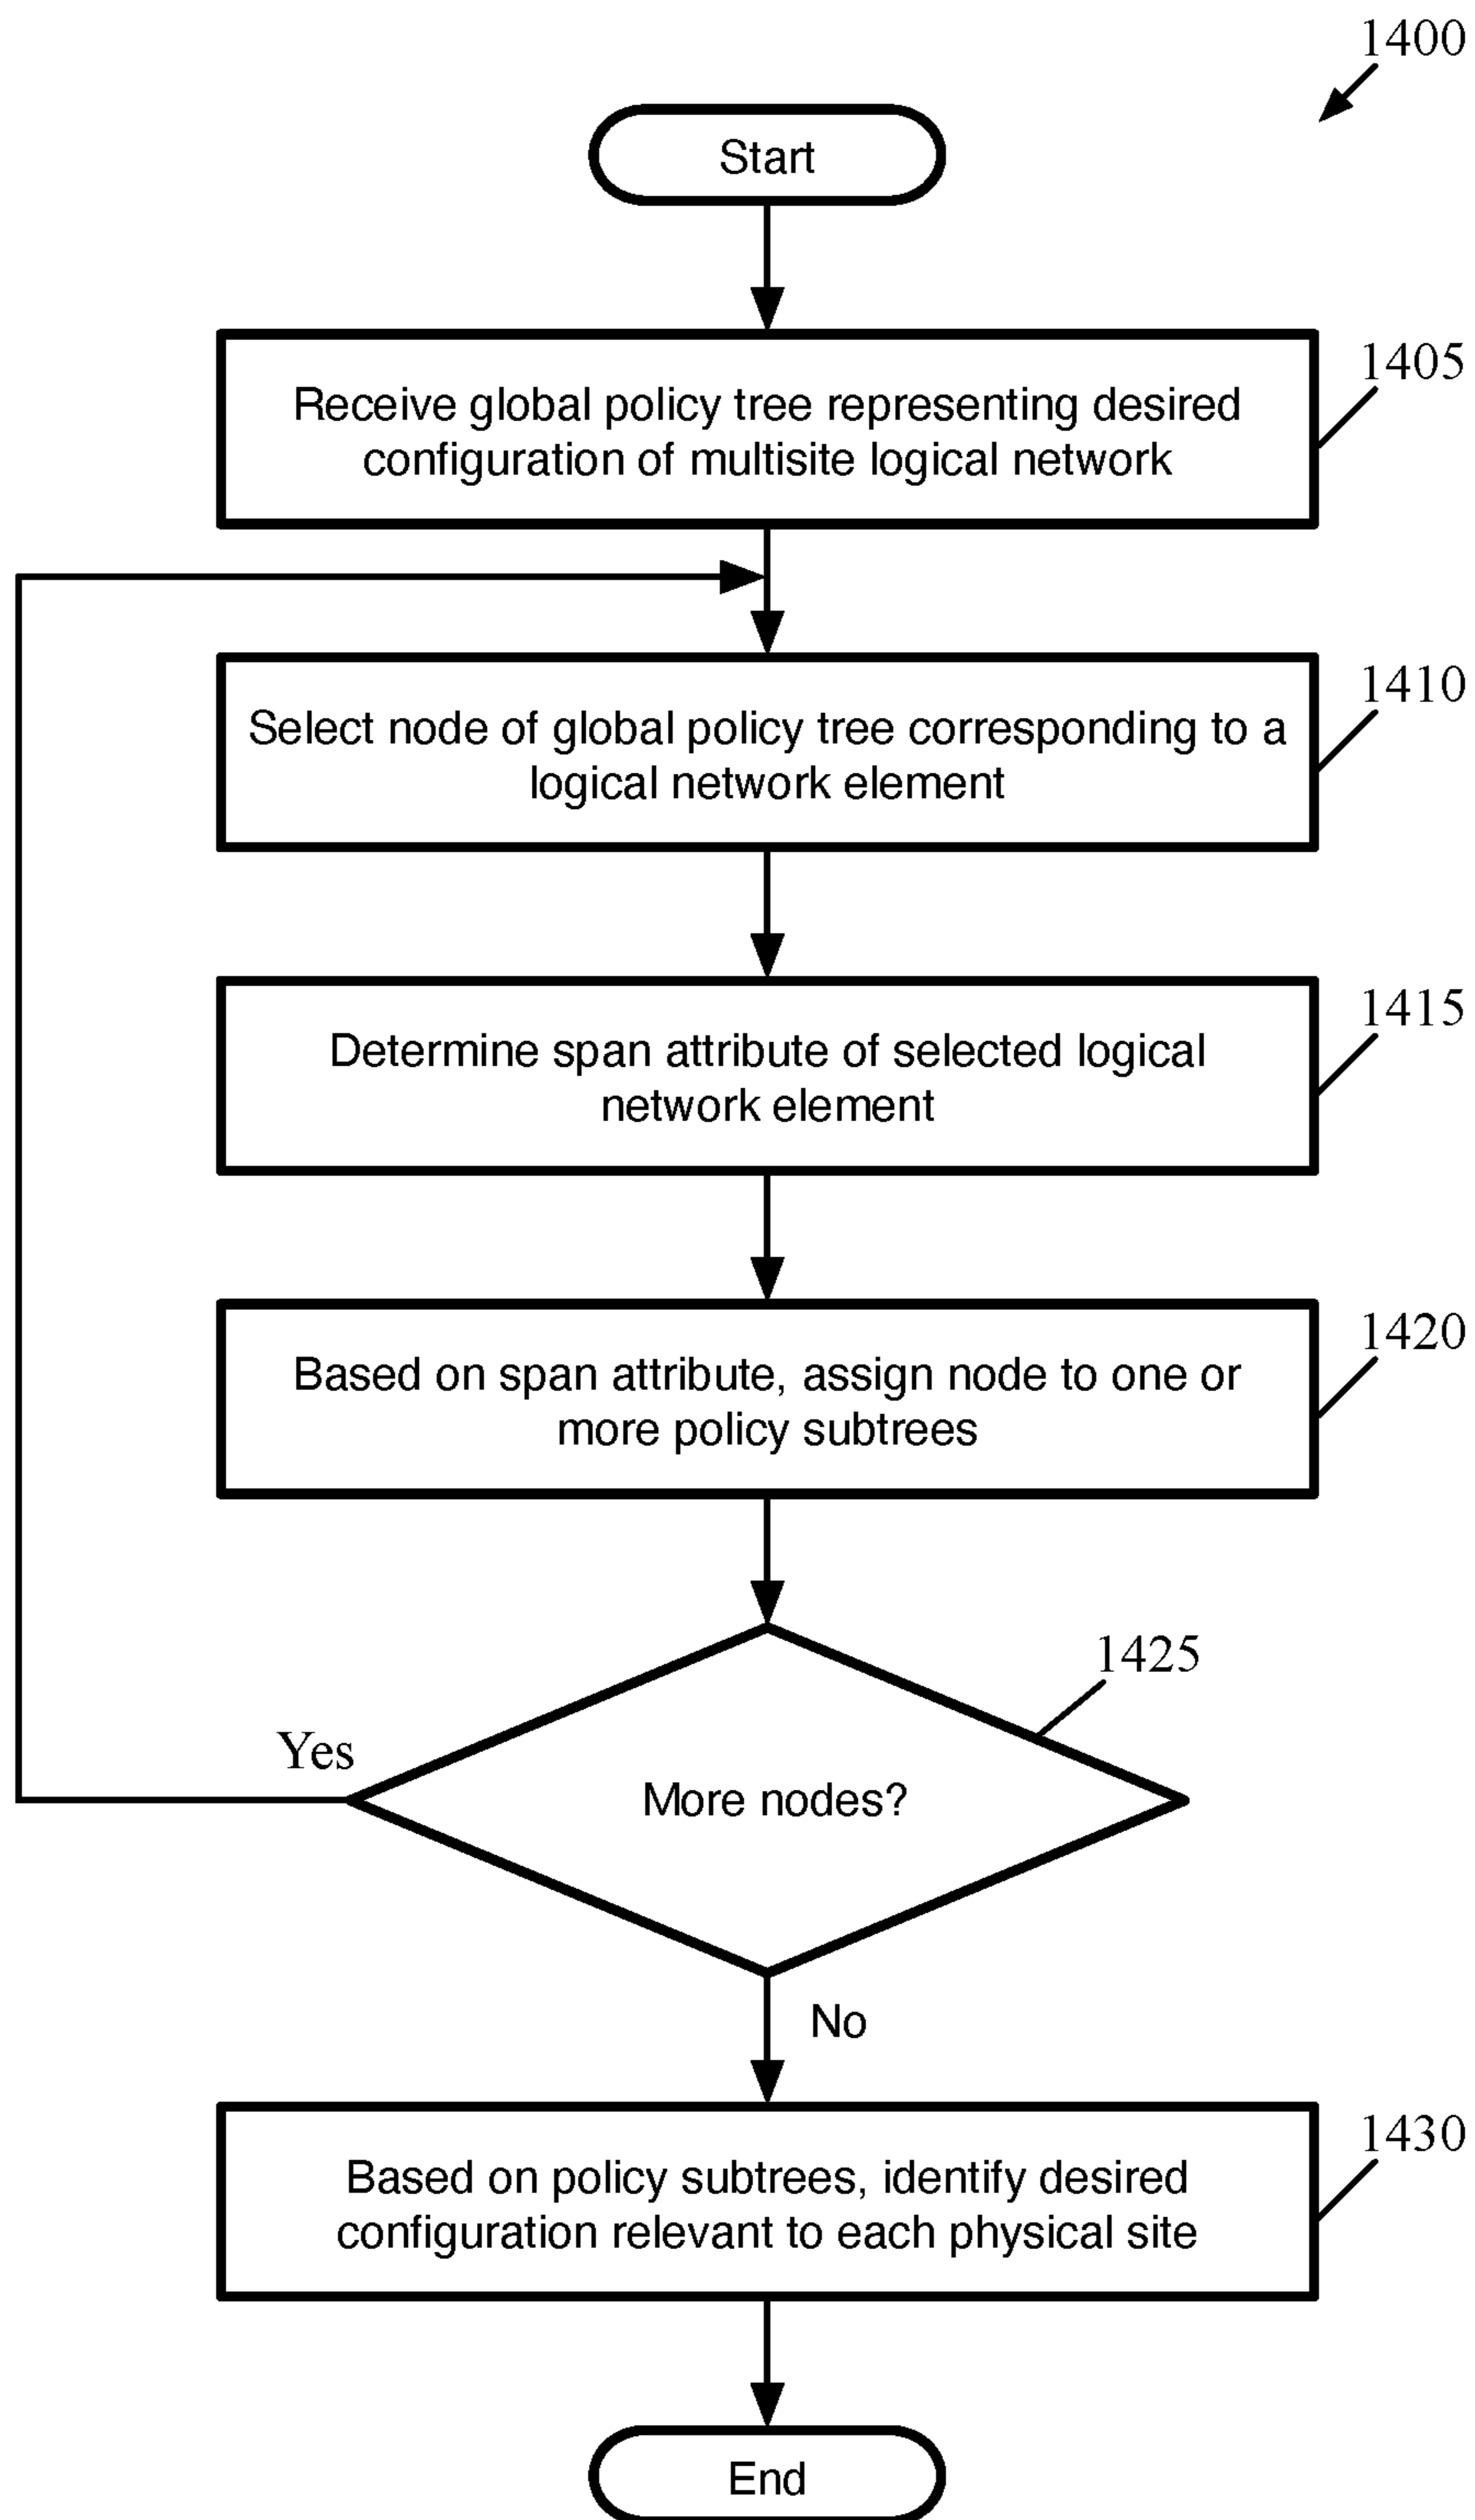 1400
Start
1405
Receive global policy tree representing desired
configuration of multisite logical network
1410
Select node of global policy tree corresponding to a
logical network element
1415
Determine span attribute of selected logical
network element
1420
Based on span attribute, assign node to one or
more policy subtrees
1425
Yes
More nodes?
No
1430
Based on policy subtrees, identify desired
configuration relevant to each physical site
End